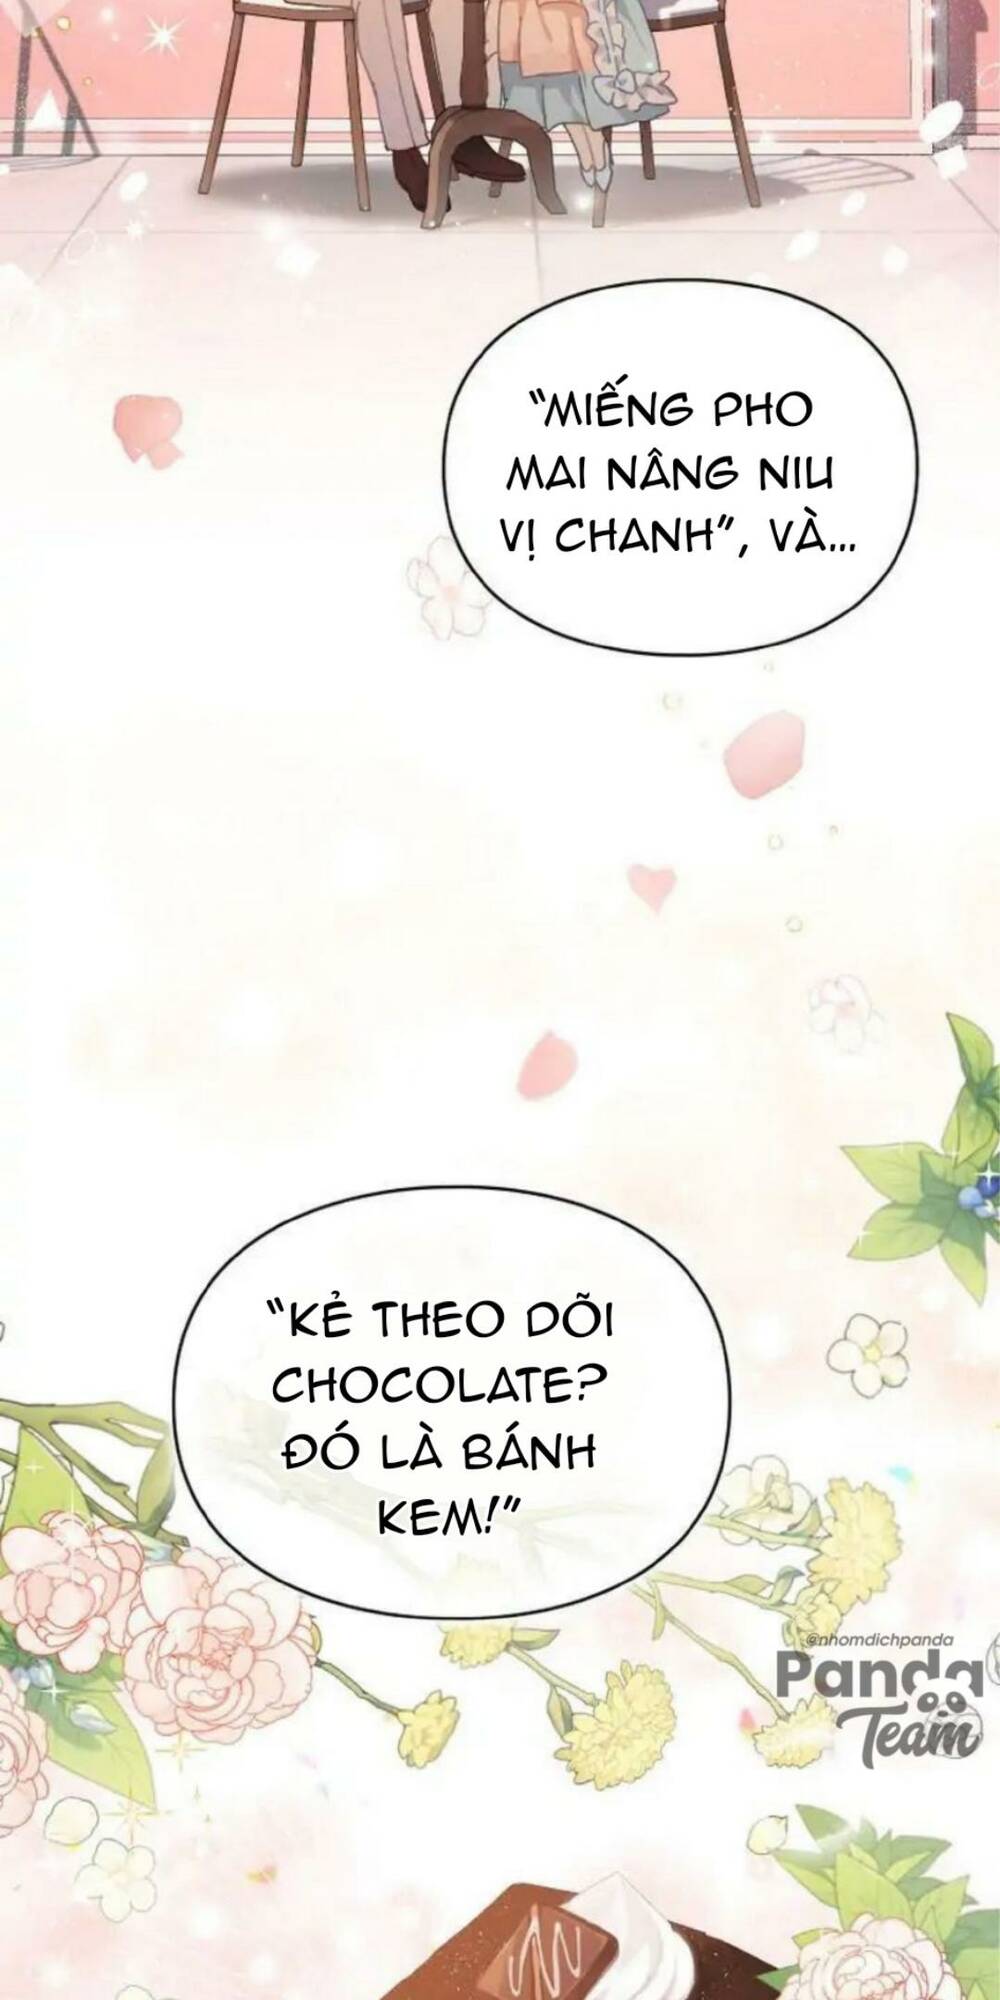 “MIẾNG PHO
MAI NÂNG NIU
VỊ CHANH”, VÀ...
“KẺ THEO DÕI
CHOCOLATE?
ĐÓ LÀ BÁNH
KEM!”
@nhomdichpanda
Panda
Team